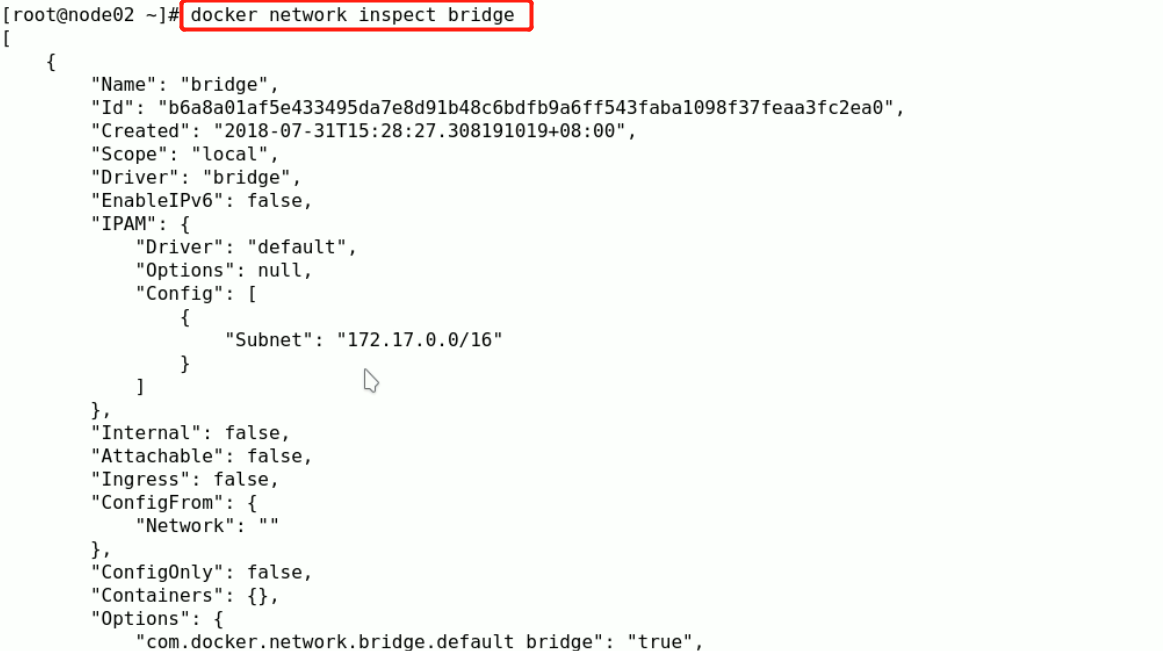 [root@node02 ~]# docker network inspect bridge
[
    {
        "Name": "bridge",
        "Id": "b6a8a01af5e433495da7e8d91b48c6bdfb9a6ff543faba1098f37feaa3fc2ea0",
        "Created": "2018-07-31T15:28:27.308191019+08:00",
        "Scope": "local",
        "Driver": "bridge",
        "EnableIPv6": false,
        "IPAM": {
            "Driver": "default",
            "Options": null,
            "Config": [
                {
                    "Subnet": "172.17.0.0/16"
                }
            ]
        },
        "Internal": false,
        "Attachable": false,
        "Ingress": false,
        "ConfigFrom": {
            "Network": ""
        },
        "ConfigOnly": false,
        "Containers": {},
        "Options": {
            "com.docker.network.bridge.default_bridge": "true",